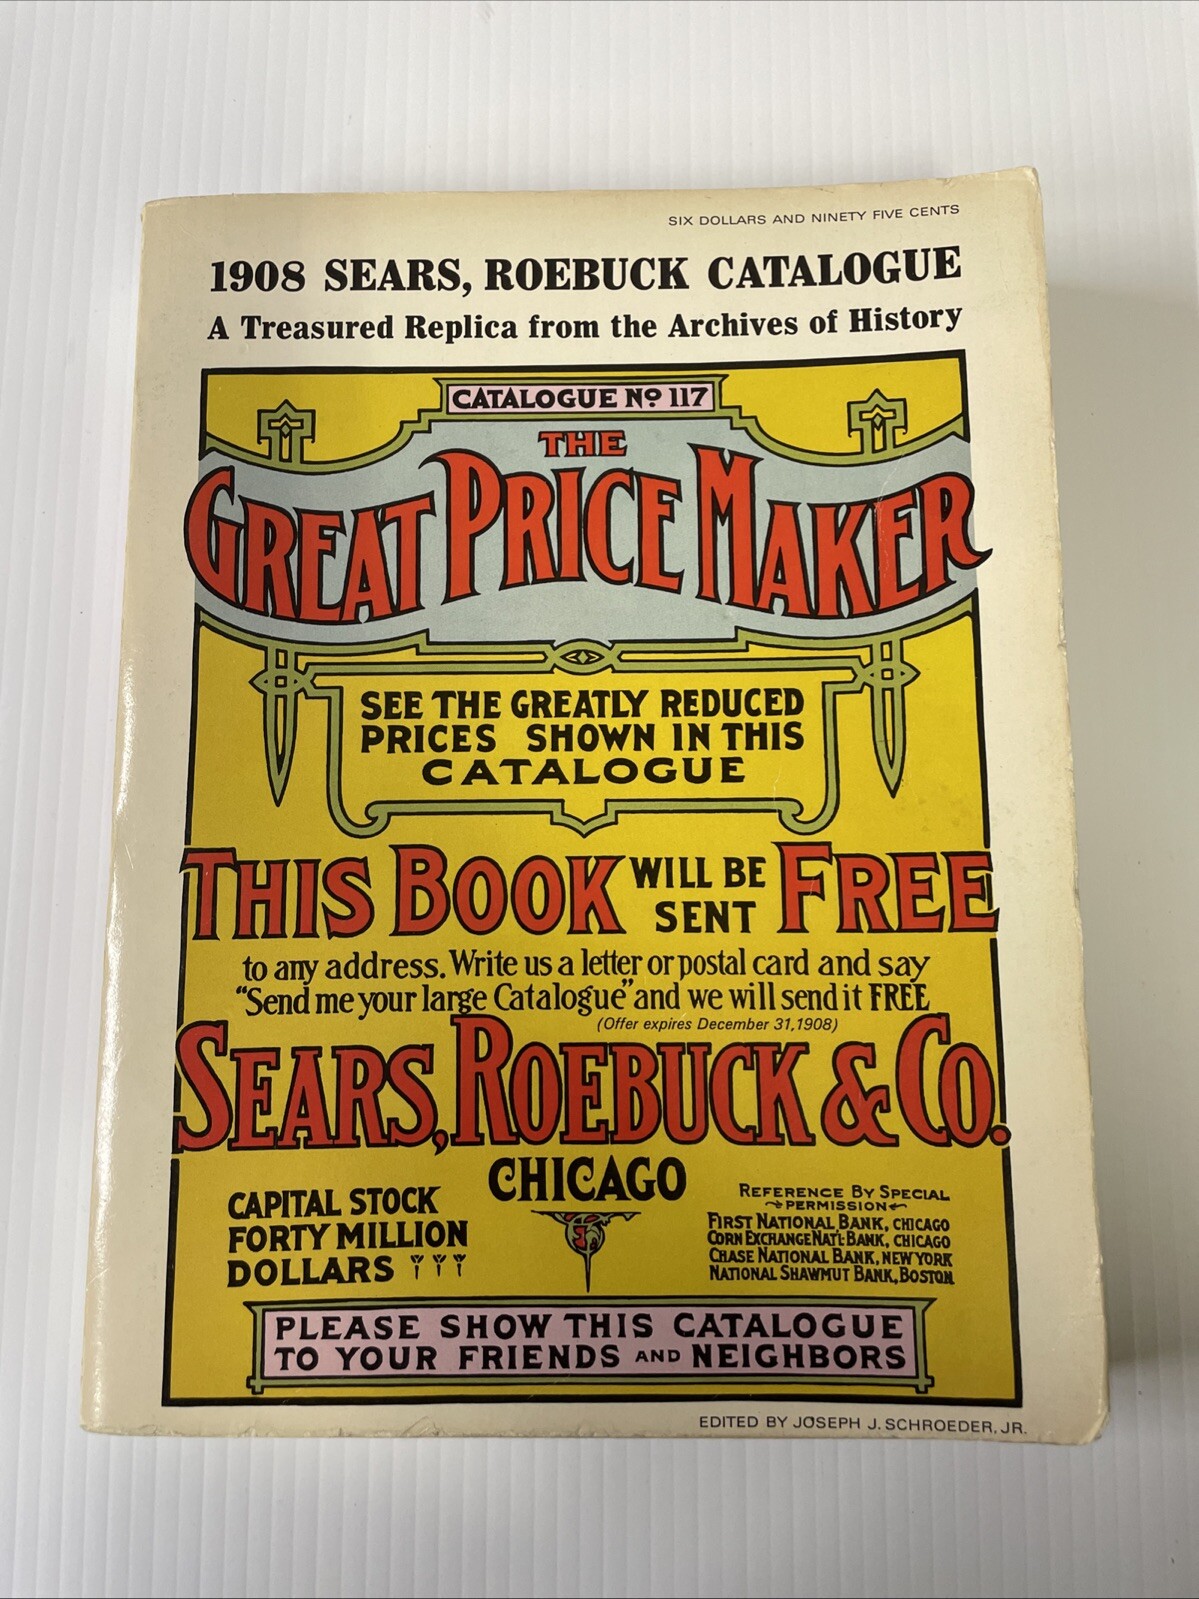 SIX DOLLARS AND NINETY FIVE CENTS
1908 SEARS, ROEBUCK CATALOGUE
A Treasured Replica from the Archives of History
CATALOGUE No 117
THE
GREAT PRICE MAKER
SEE THE GREATLY REDUCED
PRICES SHOWN IN THIS
CATALOGUE
THIS BOOK WILL BE SENT FREE
to any address. Write us a letter or postal card and say
"Send me your large Catalogue" and we will send it FREE
(Offer expires December 31, 1908)
SEARS, ROEBUCK & CO.
CHICAGO
CAPITAL STOCK
FORTY MILLION
DOLLARS
REFERENCE BY SPECIAL
PERMISSION
FIRST NATIONAL BANK, CHICAGO
CORN EXCHANGE NAT'L BANK, CHICAGO
CHASE NATIONAL BANK, NEW YORK
NATIONAL SHAWMUT BANK, BOSTON
PLEASE SHOW THIS CATALOGUE
TO YOUR FRIENDS AND NEIGHBORS
EDITED BY JOSEPH J. SCHROEDER, JR.